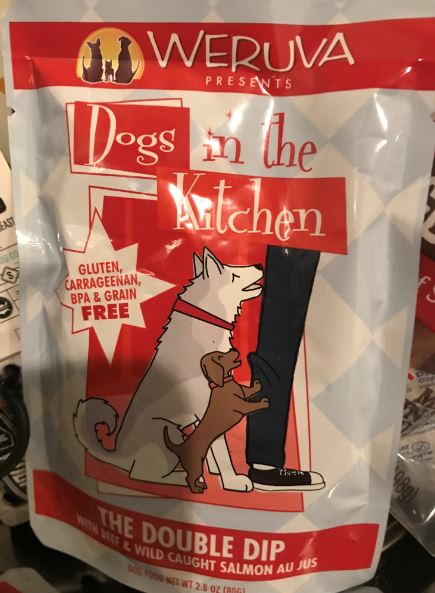 WERUVA
PRESENTS
Dogs in the
Kitchen
GLUTEN,
CARRAGEENAN,
BPA & GRAIN
FREE
THE DOUBLE DIP
WITH BEEF & WILD CAUGHT SALMON AU JUS
DOG FOOD NET WT 2.8 OZ (80G)